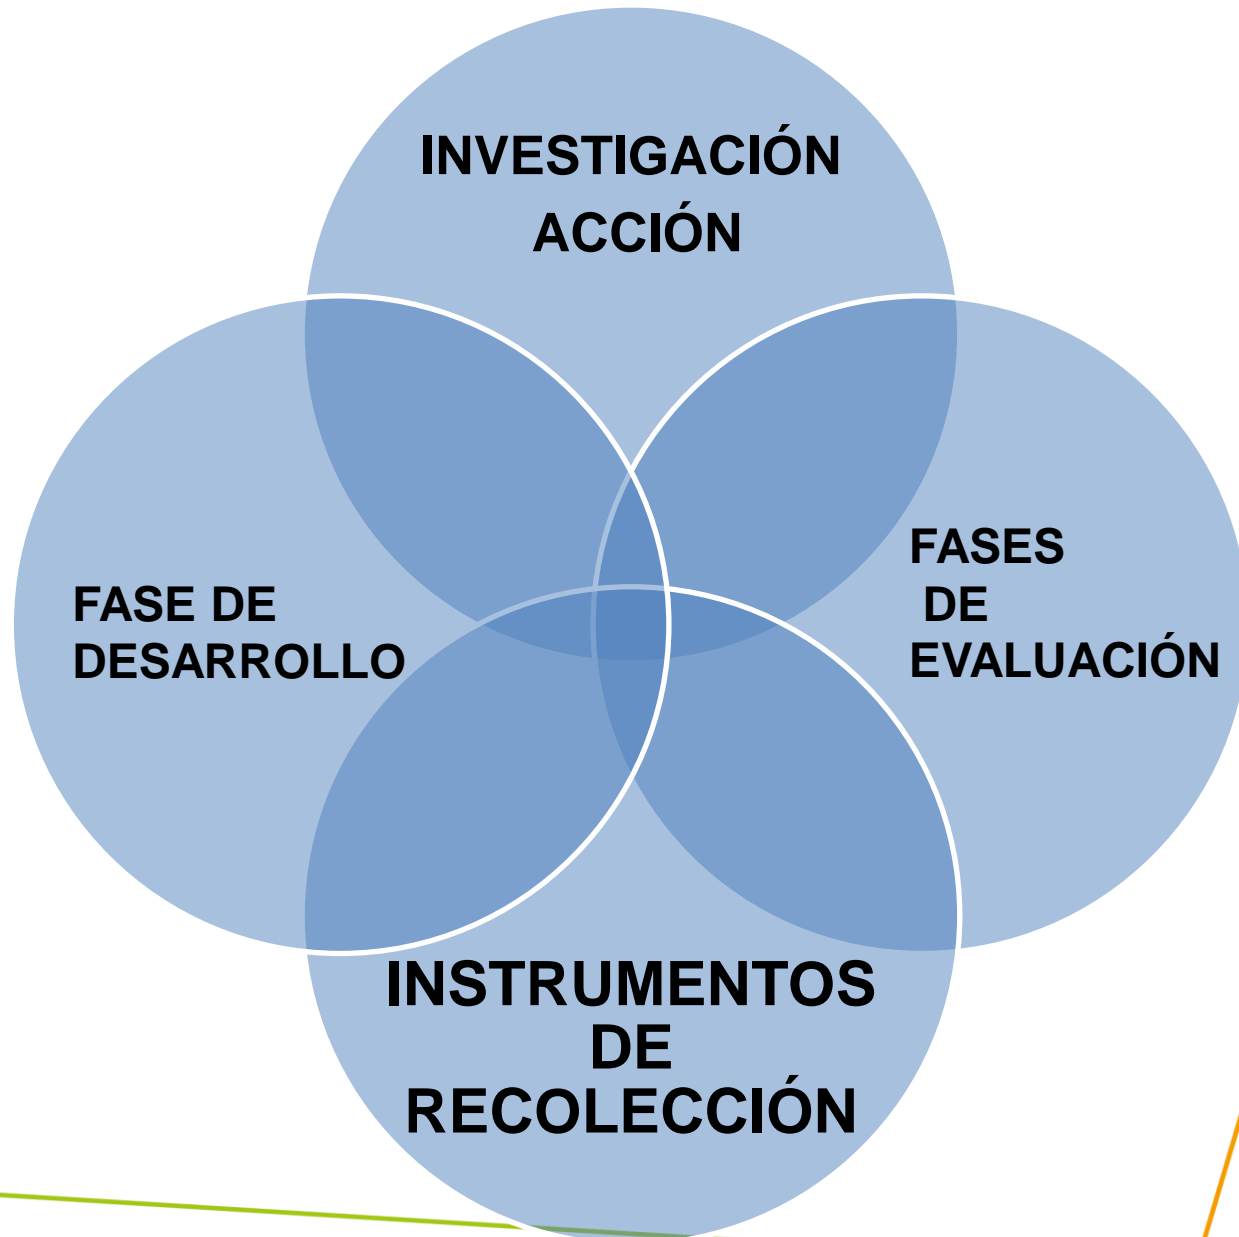 INVESTIGACIÓN
ACCIÓN
FASE DE
DESARROLLO
FASES
DE
EVALUACIÓN
INSTRUMENTOS
DE
RECOLECCIÓN